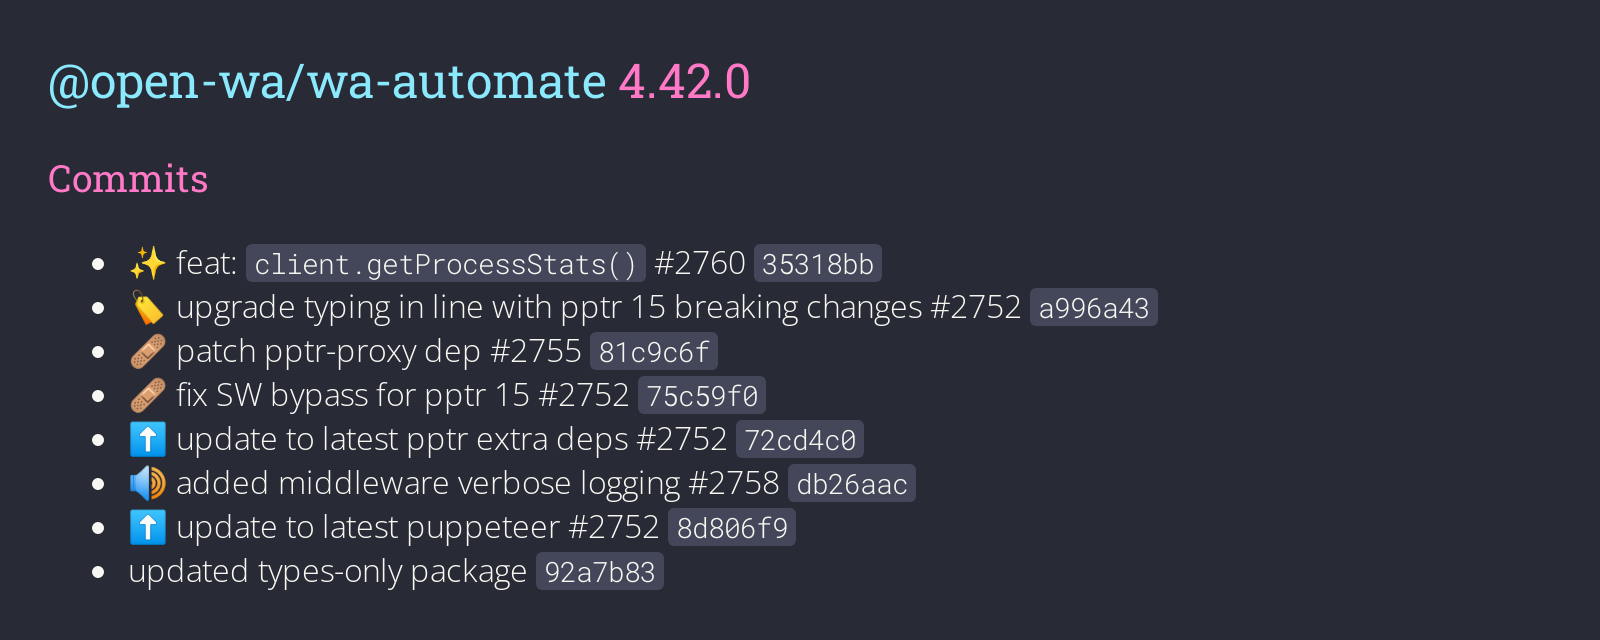 @open-wa/wa-automate 4.42.0
Commits
✨ feat: client.getProcessStats() #2760 35318bb
🏷️ upgrade typing in line with pptr 15 breaking changes #2752 a996a43
🩹 patch pptr-proxy dep #2755 81c9c6f
🩹 fix SW bypass for pptr 15 #2752 75c59f0
⬆️ update to latest pptr extra deps #2752 72cd4c0
🔊 added middleware verbose logging #2758 db26aac
⬆️ update to latest puppeteer #2752 8d806f9
updated types-only package 92a7b83